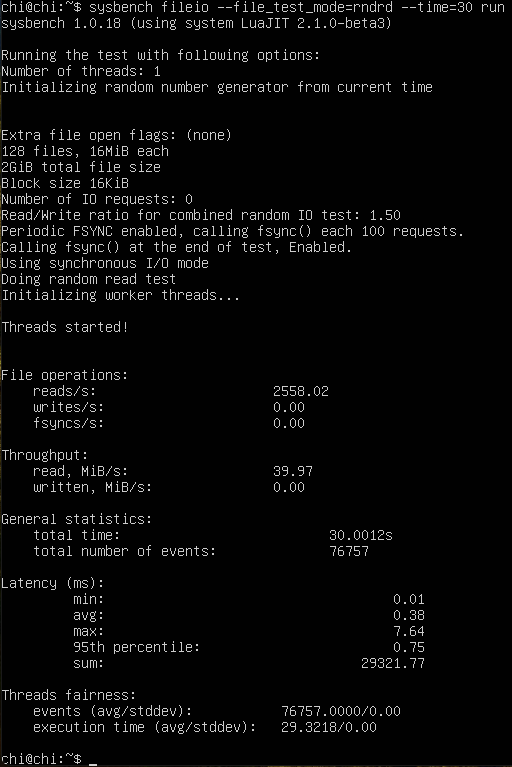 chi@chi:~$ sysbench fileio --file_test_mode=rndrd --time=30 run
sysbench 1.0.18 (using system LuaJIT 2.1.0-beta3)
Running the test with following options:
Number of threads: 1
Initializing random number generator from current time
Extra file open flags: (none)
128 files, 16MiB each
2GiB total file size
Block size 16KiB
Number of IO requests: 0
Read/Write ratio for combined random IO test: 1.50
Periodic FSYNC enabled, calling fsync() each 100 requests.
Calling fsync() at the end of test, Enabled.
Using synchronous I/O mode
Doing random read test
Initializing worker threads...
Threads started!
File operations:
reads/s: 2558.02
writes/s: 0.00
fsyncs/s: 0.00
Throughput:
read, MiB/s: 39.97
written, MiB/s: 0.00
General statistics:
total time: 30.0012s
total number of events: 76757
Latency (ms):
min: 0.01
avg: 0.38
max: 7.64
95th percentile: 0.75
sum: 29321.77
Threads fairness:
events (avg/stddev): 76757.0000/0.00
execution time (avg/stddev): 29.3218/0.00
chi@chi:~$ _